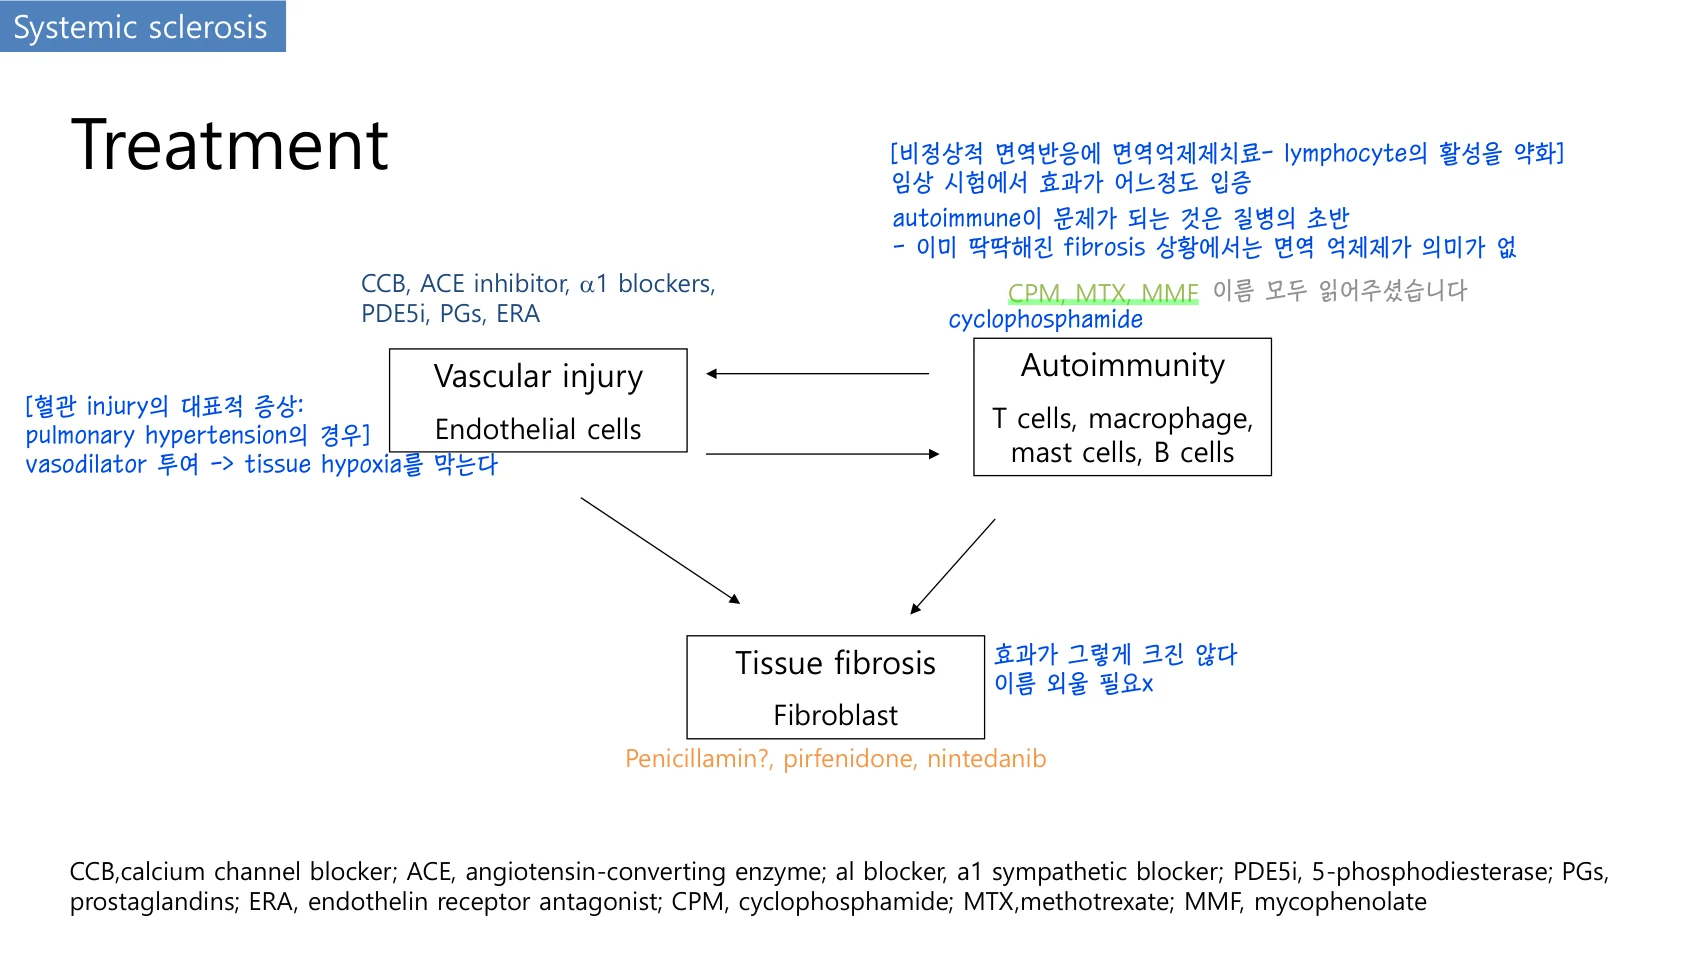 Systemic sclerosis
Treatment
[비정상적 면역반응에 면역억제제치료- lymphocyte의 활성을 약화]
임상 시험에서 효과가 어느정도 입증
autoimmune이 문제가 되는 것은 질병의 초반
- 이미 딱딱해진 fibrosis 상황에서는 면역 억제제가 의미가 없
CCB, ACE inhibitor, α1 blockers,
PDE5i, PGs, ERA
CPM, MTX, MMF 이름 모두 읽어주셨습니다
cyclophosphamide
Vascular injury
Endothelial cells
Autoimmunity
T cells, macrophage,
mast cells, B cells
[혈관 injury의 대표적 증상:
pulmonary hypertension의 경우]
vasodilator 투여 -> tissue hypoxia를 막는다
Tissue fibrosis
Fibroblast
효과가 그렇게 크진 않다
이름 외울 필요x
Penicillamin?, pirfenidone, nintedanib
CCB,calcium channel blocker; ACE, angiotensin-converting enzyme; al blocker, a1 sympathetic blocker; PDE5i, 5-phosphodiesterase; PGs,
prostaglandins; ERA, endothelin receptor antagonist; CPM, cyclophosphamide; MTX,methotrexate; MMF, mycophenolate